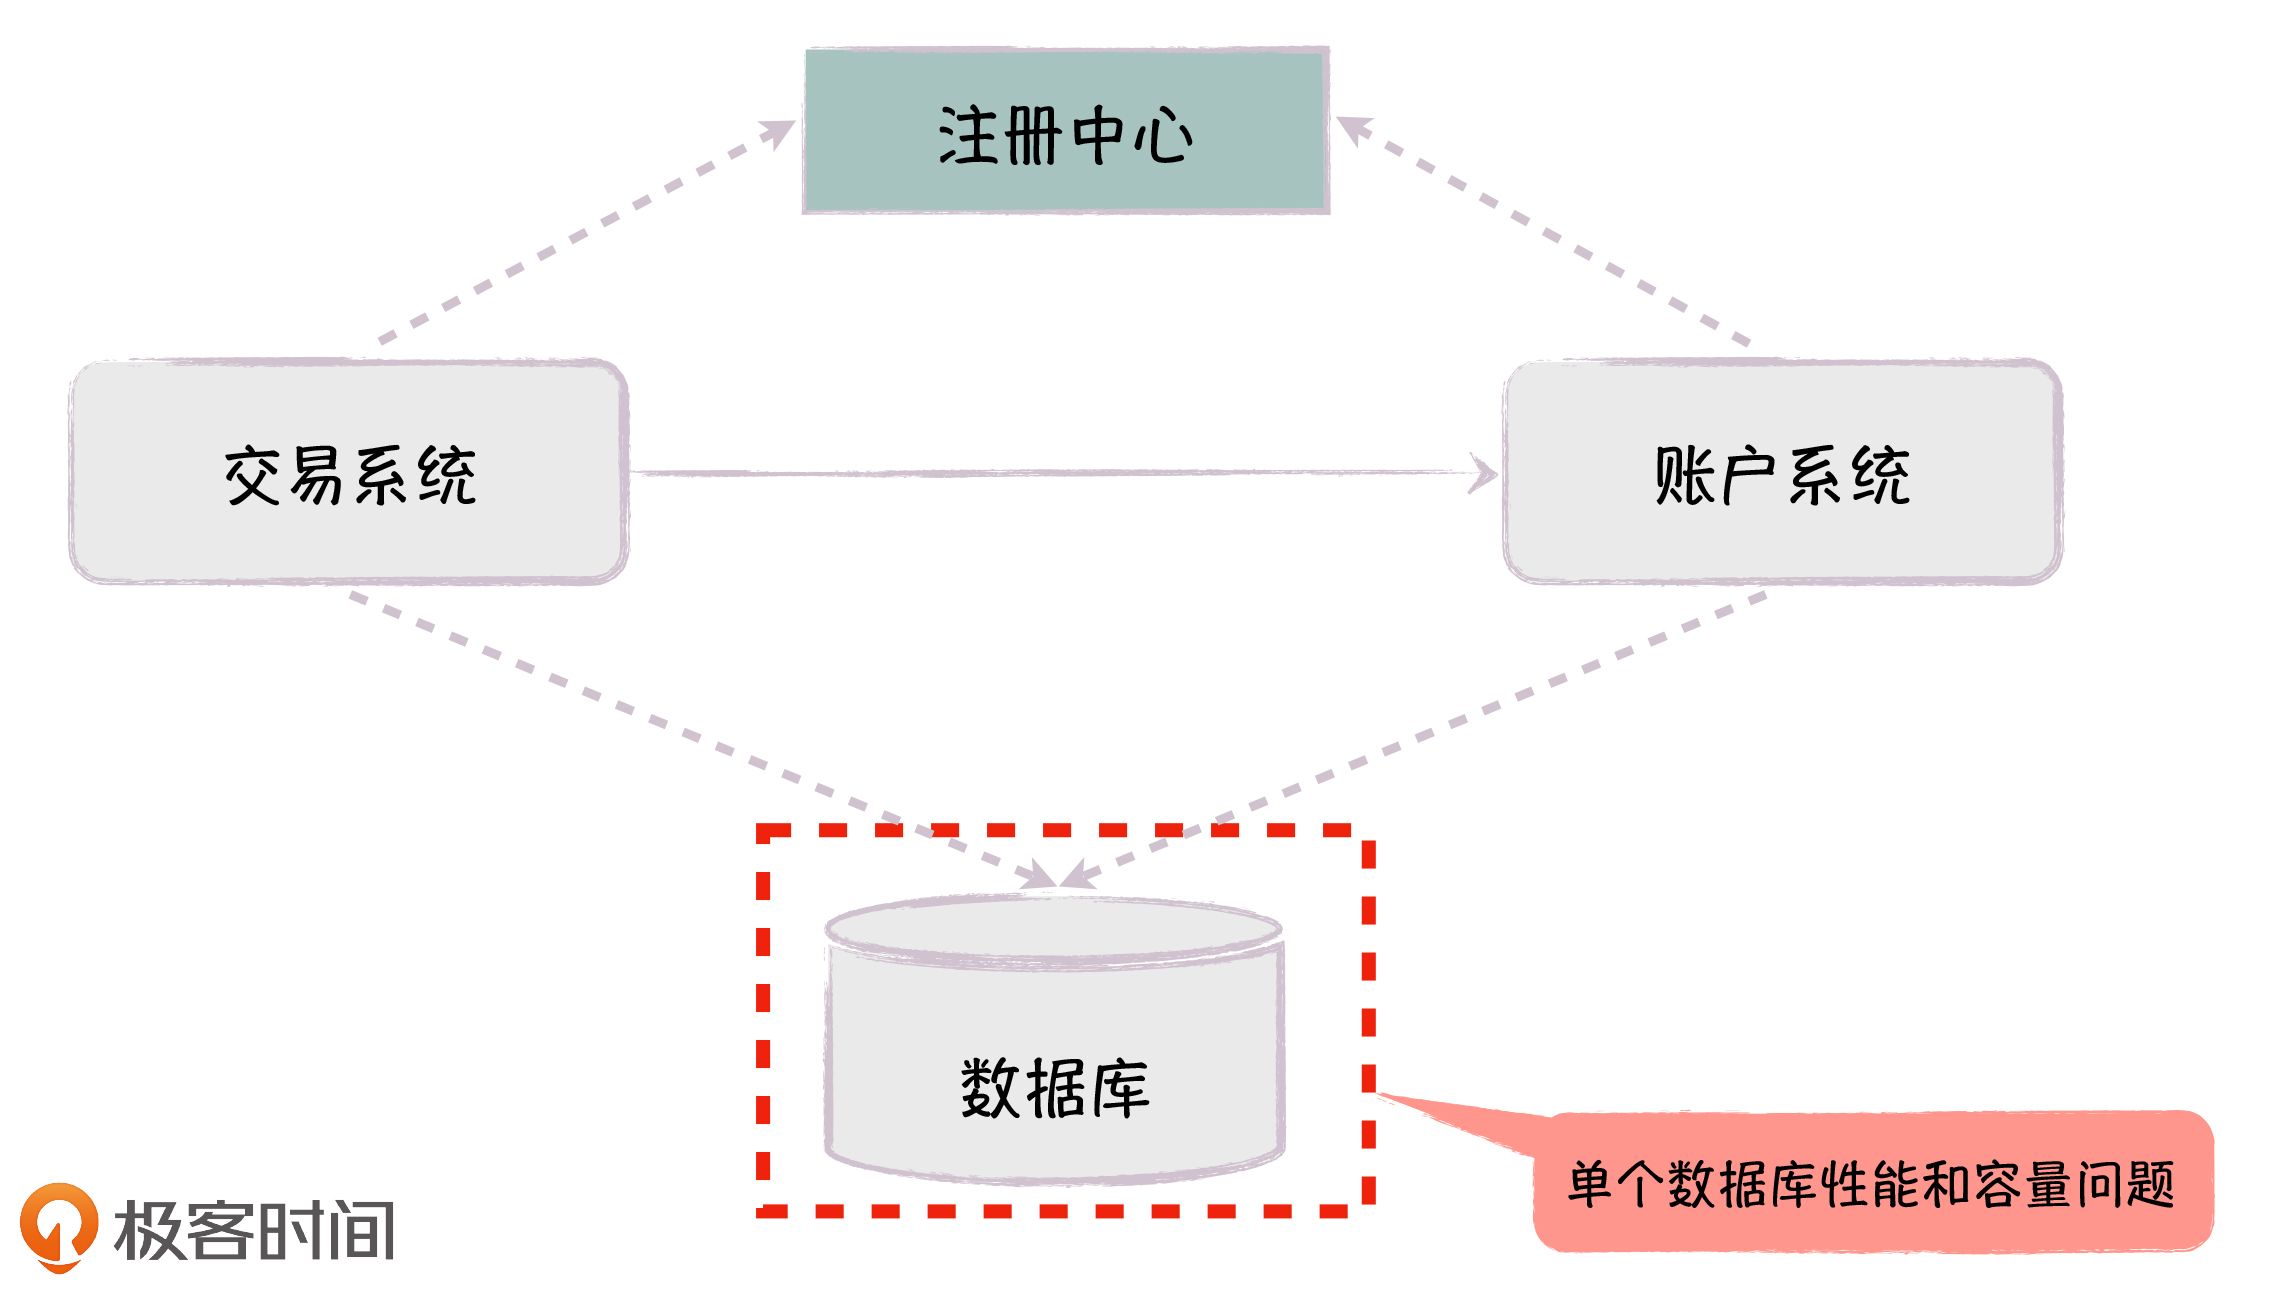 注册中心
交易系统
账户系统
数据库
单个数据库性能和容量问题
极客时间